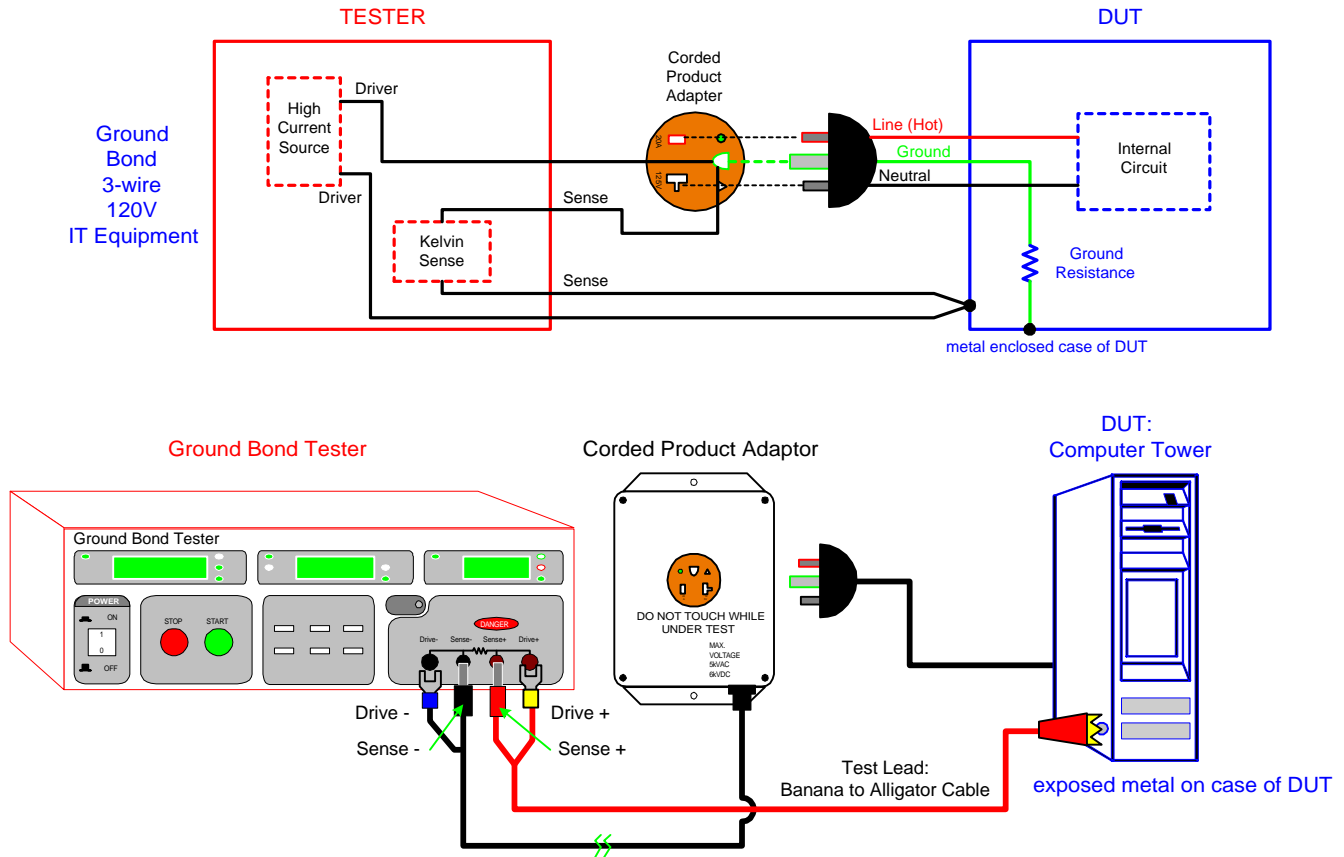 TESTER
DUT
Ground
Bond
3-wire
120V
IT Equipment
High
Current
Source
Driver
Driver
Kelvin
Sense
Sense
Sense
Corded
Product
Adapter
20A
125V
Line (Hot)
Ground
Neutral
Internal
Circuit
Ground
Resistance
metal enclosed case of DUT
Ground Bond Tester
Corded Product Adaptor
DUT:
Computer Tower
Ground Bond Tester
POWER
ON
1
0
OFF
STOP
START
DANGER
Drive-
Sense-
Sense+
Drive+
DO NOT TOUCH WHILE
UNDER TEST
MAX.
VOLTAGE
5kVAC
6kVDC
Drive -
Sense -
Drive +
Sense +
Test Lead:
Banana to Alligator Cable
exposed metal on case of DUT